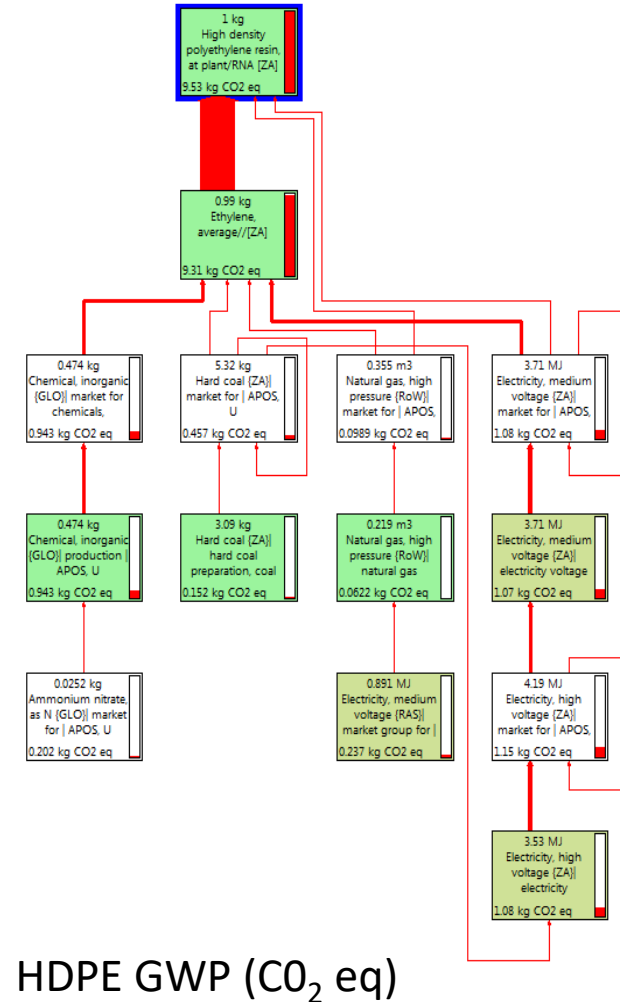 1 kg
High density
polyethylene resin,
at plant/RNA [ZA]
9.53 kg CO2 eq
0.99 kg
Ethylene,
average//[ZA]
9.31 kg CO2 eq
0.474 kg
Chemical, inorganic
{GLO}| market for
chemicals,
0.943 kg CO2 eq
5.32 kg
Hard coal {ZA}|
market for | APOS,
U
0.457 kg CO2 eq
0.355 m3
Natural gas, high
pressure {RoW}|
market for | APOS,
0.0989 kg CO2 eq
3.71 MJ
Electricity, medium
voltage {ZA}|
market for | APOS,
1.08 kg CO2 eq
0.474 kg
Chemical, inorganic
{GLO}| production |
APOS, U
0.943 kg CO2 eq
3.09 kg
Hard coal {ZA}|
hard coal
preparation, coal
0.152 kg CO2 eq
0.219 m3
Natural gas, high
pressure {RoW}|
natural gas
0.0622 kg CO2 eq
3.71 MJ
Electricity, medium
voltage {ZA}|
electricity voltage
1.07 kg CO2 eq
0.0252 kg
Ammonium nitrate,
as N {GLO}| market
for | APOS, U
0.202 kg CO2 eq
0.891 MJ
Electricity, medium
voltage {RAS}|
market group for |
0.237 kg CO2 eq
4.19 MJ
Electricity, high
voltage {ZA}|
market for | APOS,
1.15 kg CO2 eq
3.53 MJ
Electricity, high
voltage {ZA}|
electricity
1.08 kg CO2 eq
HDPE GWP (C0₂ eq)